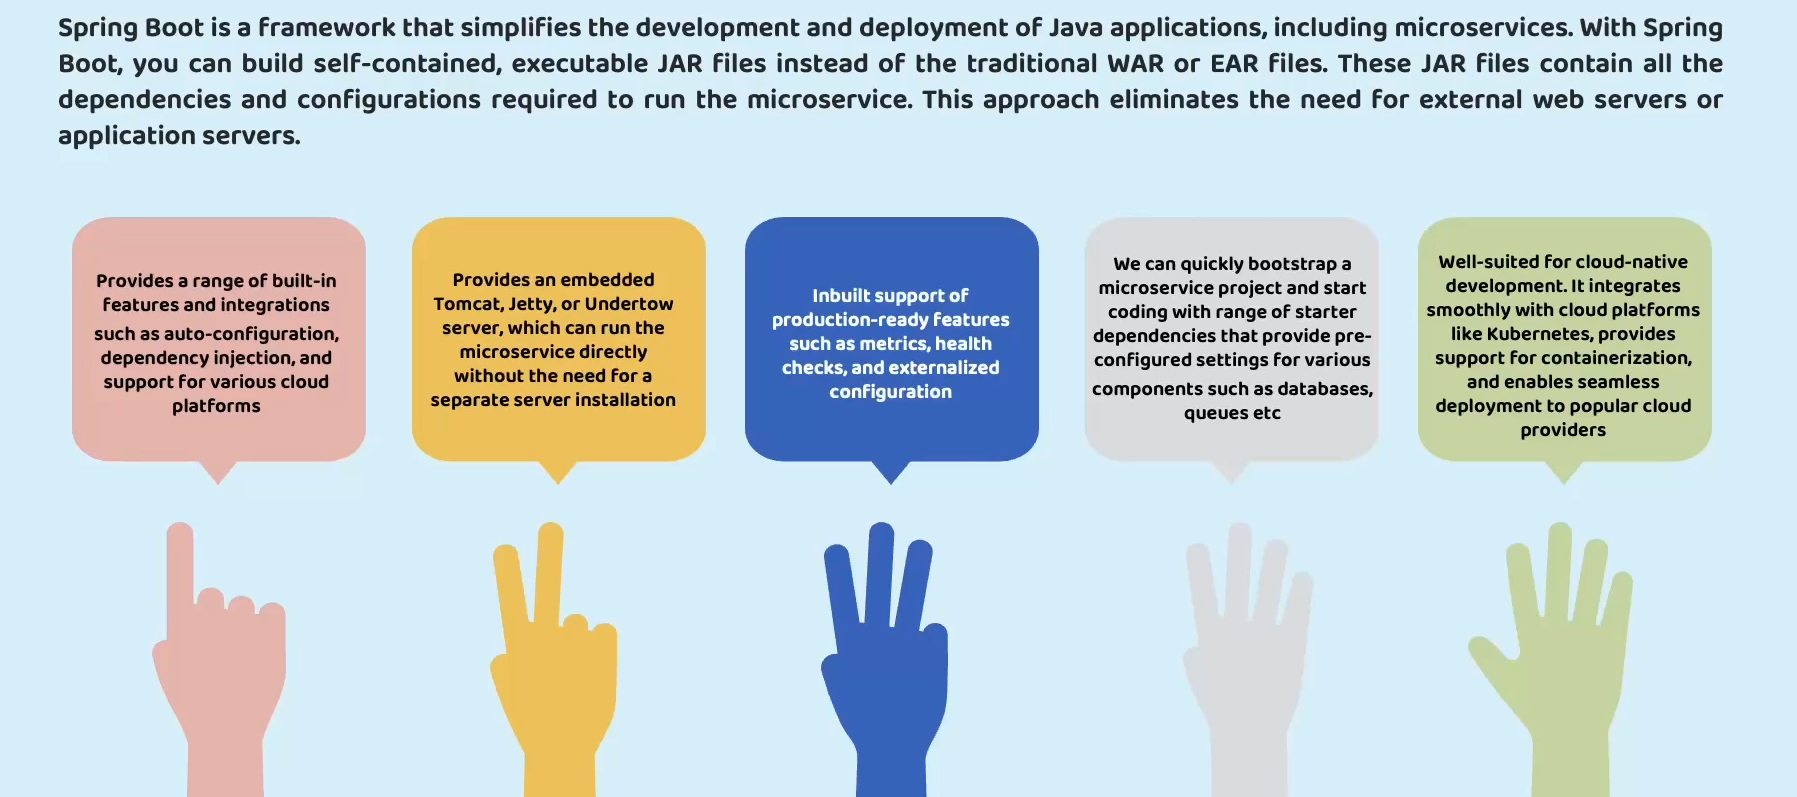 Spring Boot is a framework that simplifies the development and deployment of Java applications, including microservices. With Spring
Boot, you can build self-contained, executable JAR files instead of the traditional WAR or EAR files. These JAR files contain all the
dependencies and configurations required to run the microservice. This approach eliminates the need for external web servers or
application servers.
Provides a range of built-in
features and integrations
such as auto-configuration,
dependency injection, and
support for various cloud
platforms
Provides an embedded
Tomcat, Jetty, or Undertow
server, which can run the
microservice directly
without the need for a
separate server installation
Inbuilt support of
production-ready features
such as metrics, health
checks, and externalized
configuration
We can quickly bootstrap a
microservice project and start
coding with range of starter
dependencies that provide pre-
configured settings for various
components such as databases,
queues etc
Well-suited for cloud-native
development. It integrates
smoothly with cloud platforms
like Kubernetes, provides
support for containerization,
and enables seamless
deployment to popular cloud
providers